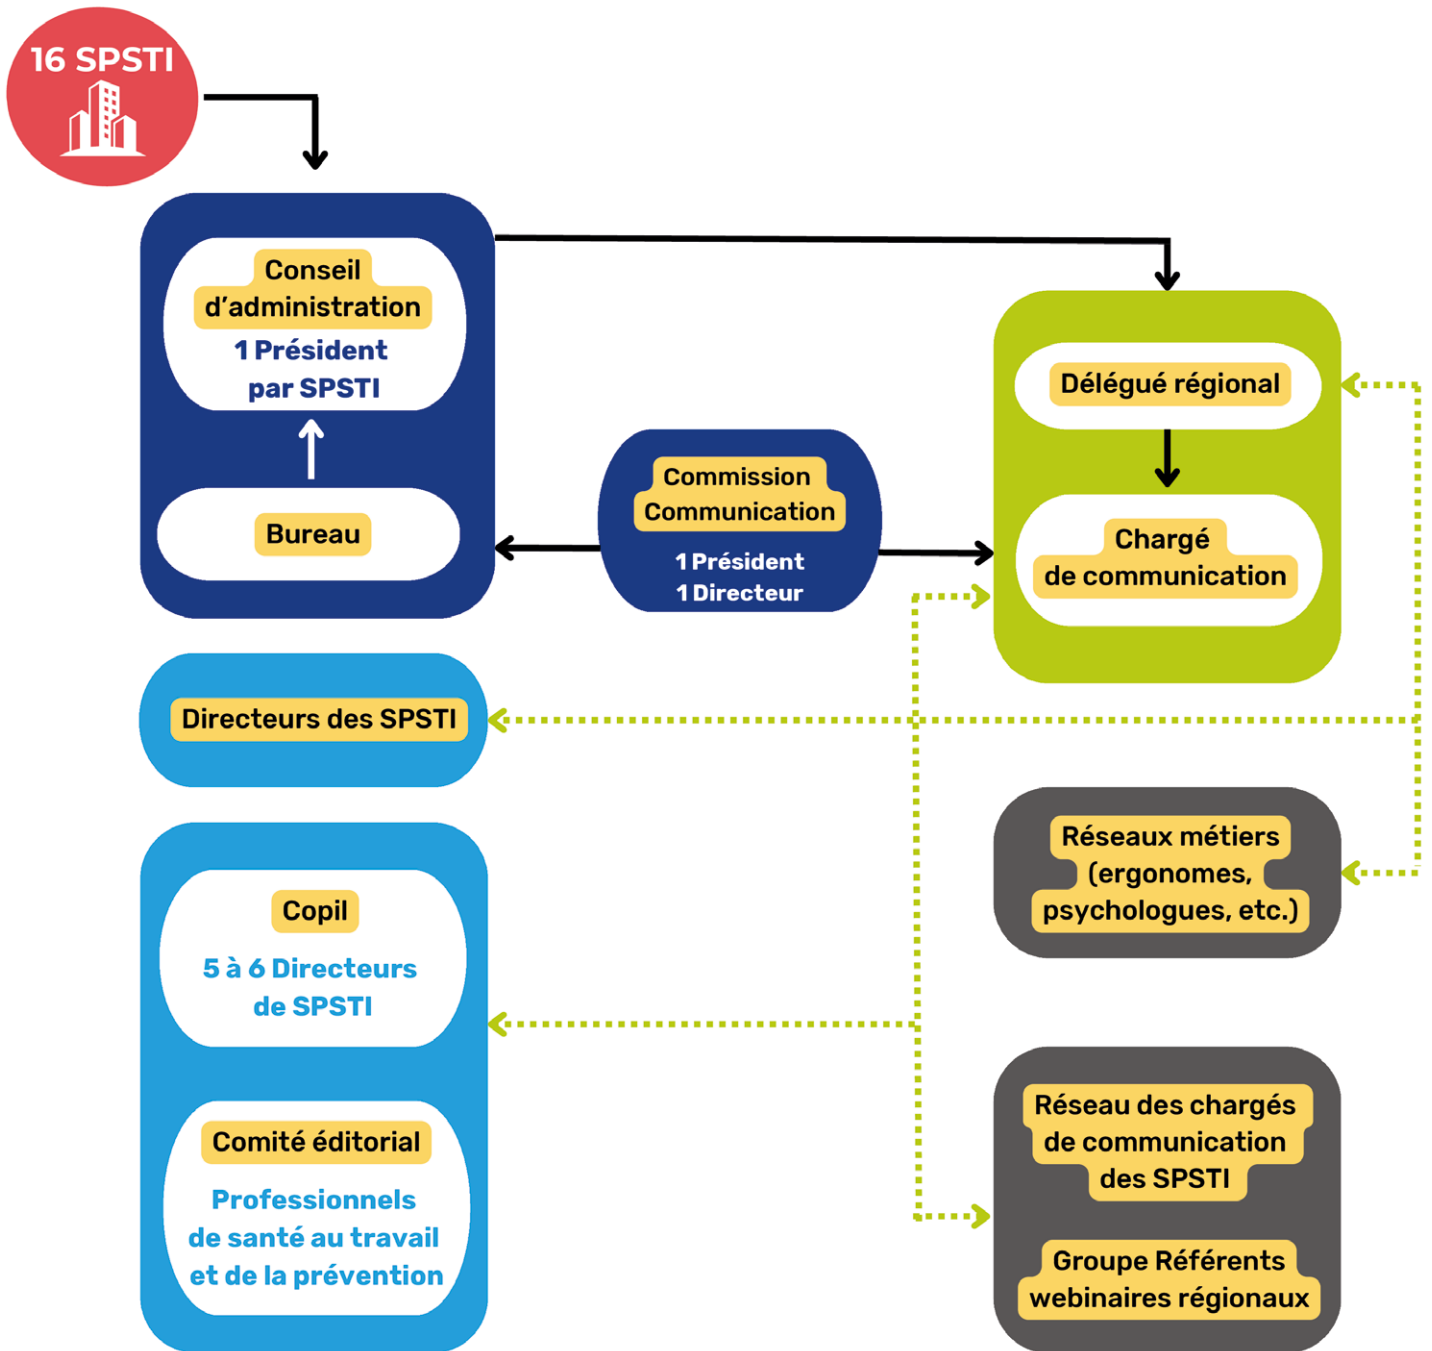 16 SPSTI
Conseil
d’administration
1 Président
par SPSTI
Bureau
Commission
Communication
1 Président
1 Directeur
Délégué régional
Chargé
de communication
Directeurs des SPSTI
Copil
5 à 6 Directeurs
de SPSTI
Comité éditorial
Professionnels
de santé au travail
et de la prévention
Réseaux métiers
(ergonomes,
psychologues, etc.)
Réseau des chargés
de communication
des SPSTI
Groupe Référents
webinaires régionaux